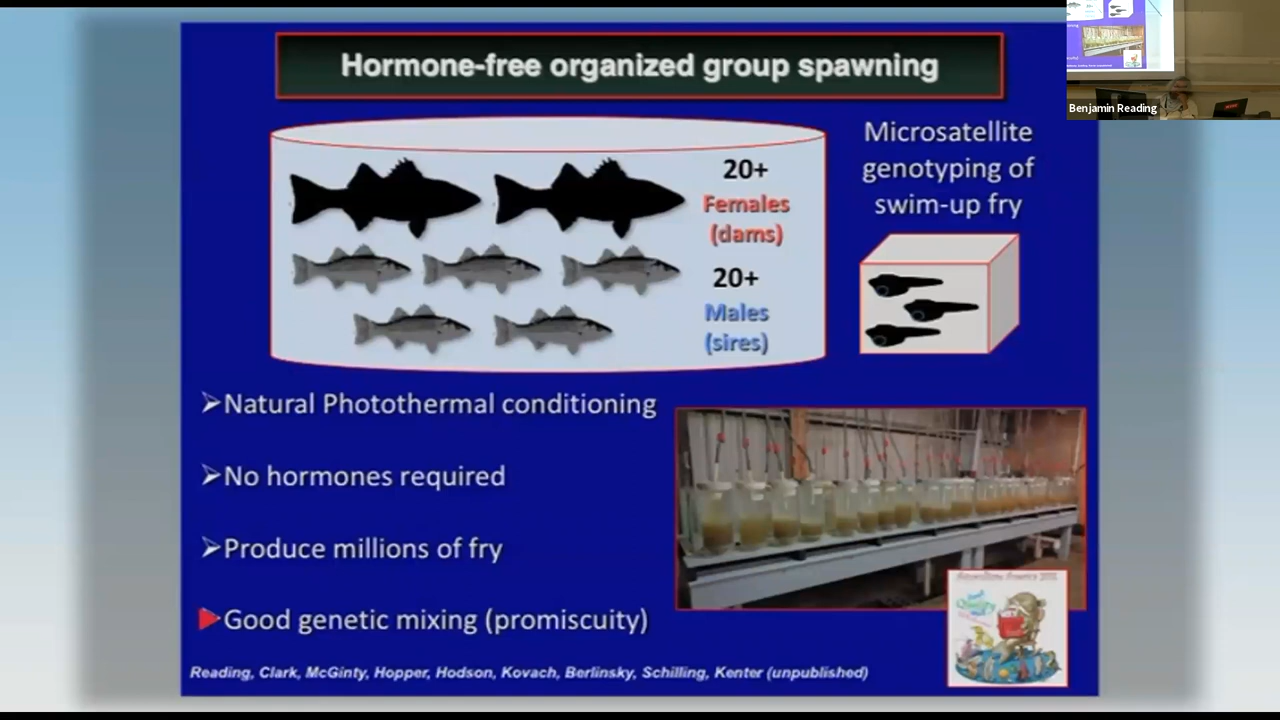 Hormone-free organized group spawning
Benjamin Reading
20+
Females
(dams)
20+
Males
(sires)
Microsatellite
genotyping of
swim-up fry
➢Natural Photothermal conditioning
➢No hormones required
➢Produce millions of fry
Good genetic mixing (promiscuity)
Reading, Clark, McGinty, Hopper, Hodson, Kovach, Berlinsky, Schilling, Kenter (unpublished)